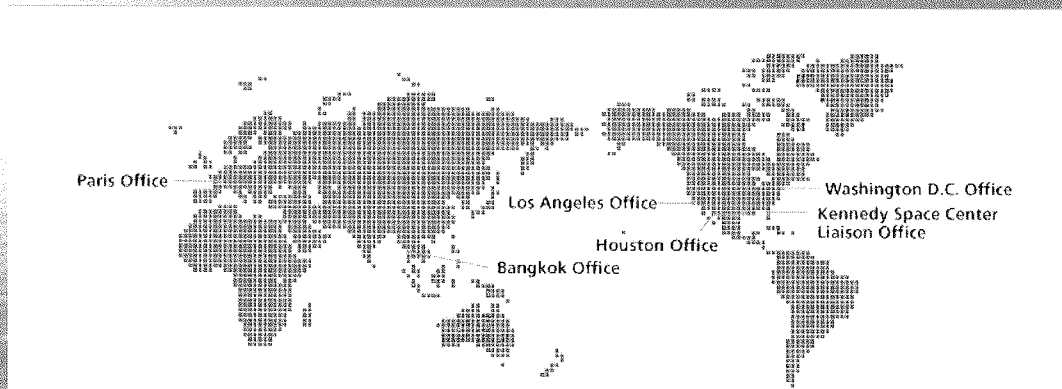 Paris Office
Los Angeles Office
Washington D.C. Office
Kennedy Space Center
Liaison Office
Houston Office
Bangkok Office